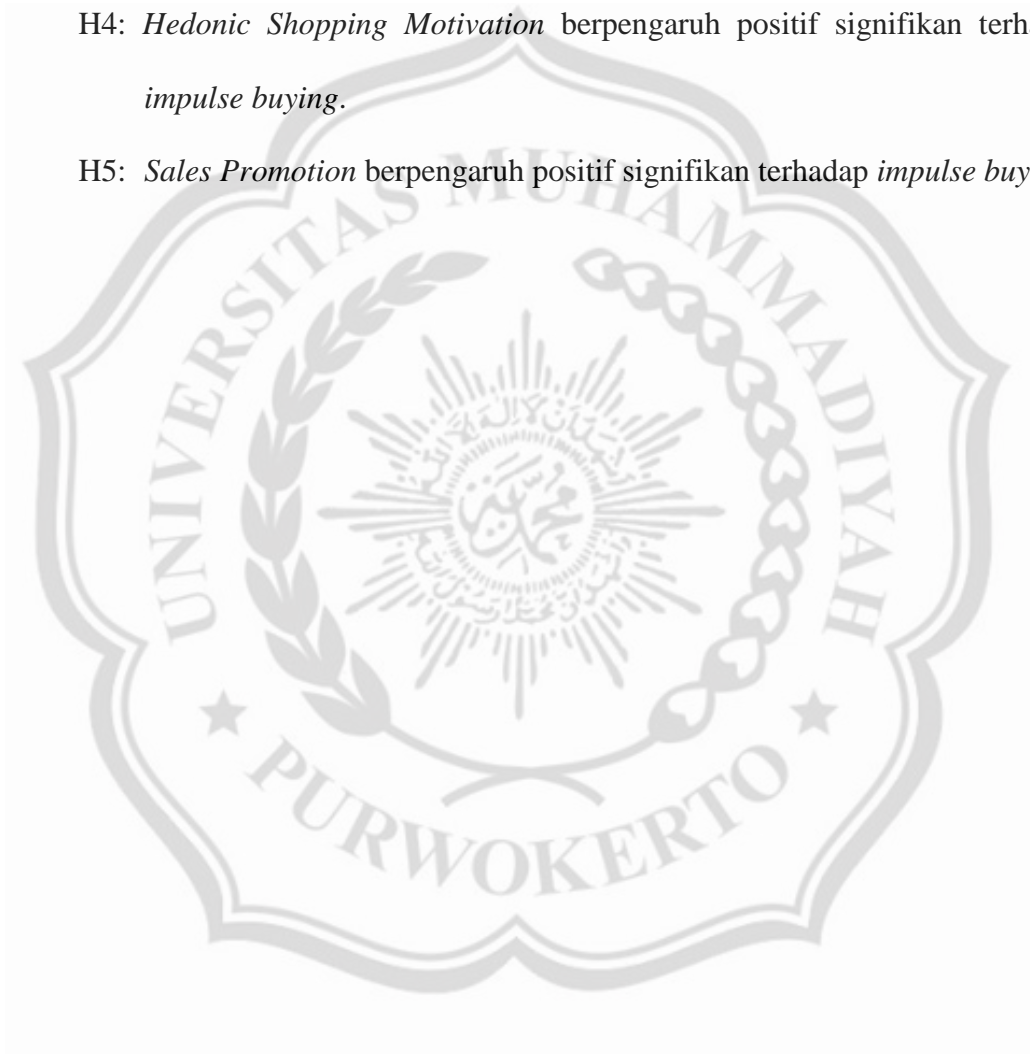 H4: Hedonic Shopping Motivation berpengaruh positif signifikan terha
impulse buying.
H5: Sales Promotion berpengaruh positif signifikan terhadap impulse buy
UNIVERSITAS MUHAMMADIYAH
PURWOKERTO